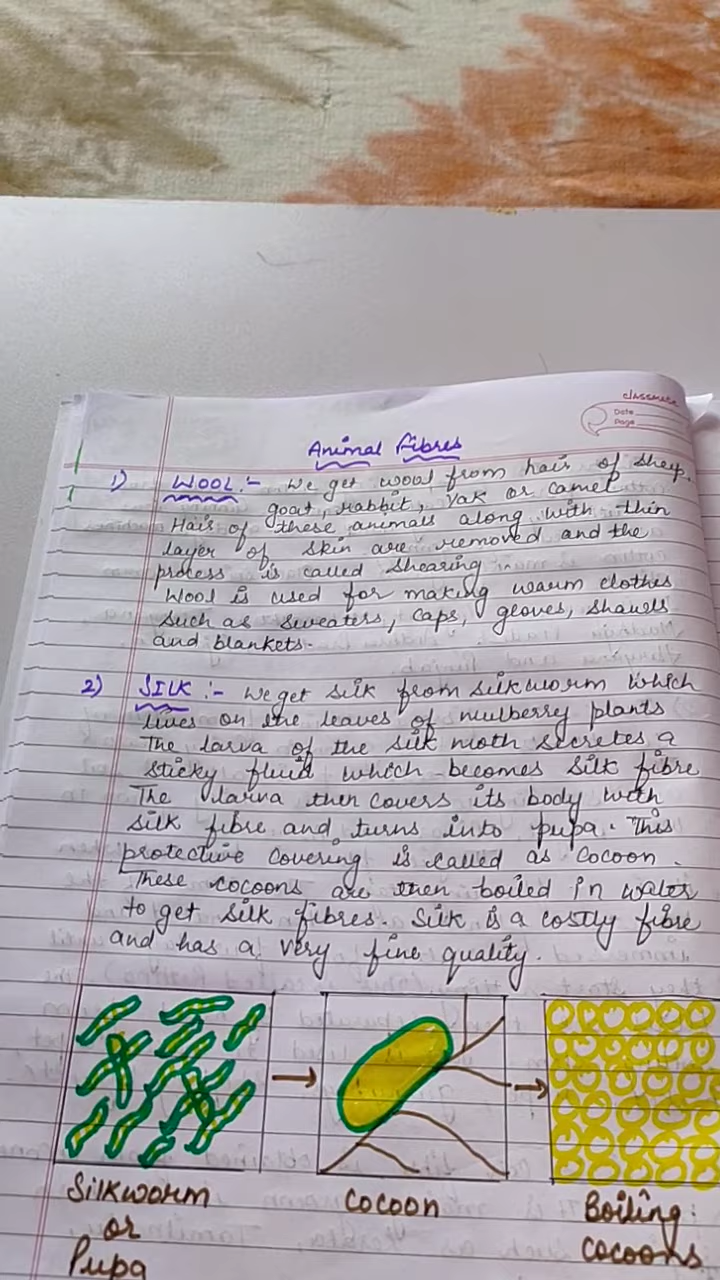 classmate
Date
Page
Animal Fibres
1) WOOL :- We get wool from hair of sheep,
goat, rabbit, yak or camel
Hair of these animals along with thin
layer of skin are removed and the
process is called shearing
Wool is used for making warm clothes
such as sweaters, caps, gloves, shawls
and blankets.
2) SILK :- We get silk from silkworm which
lives on the leaves of mulberry plants
The larva of the silk moth secretes a
sticky fluid which becomes silk fibre
The larva then covers its body with
silk fibre and turns into pupa. This
protective covering is called as cocoon.
These cocoons are then boiled in water
to get silk fibres. Silk is a costly fibre
and has a very fine quality.
Silkworm
or
Pupa
Cocoon
Boiling
cocoons